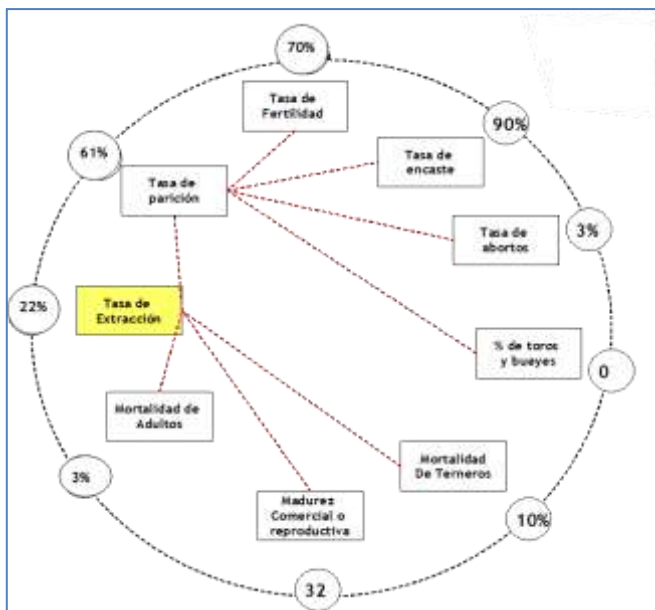 70%
Tasa de
Fertilidad
90%
61%
Tasa de
encaste
Tasa de
parición
Tasa de
abortos
3%
22%
Tasa de
Extracción
% de toros
y bueyes
0
Mortalidad de
Adultos
Mortalidad
De Terneros
3%
Madurez
Comercial o
reproductiva
10%
32